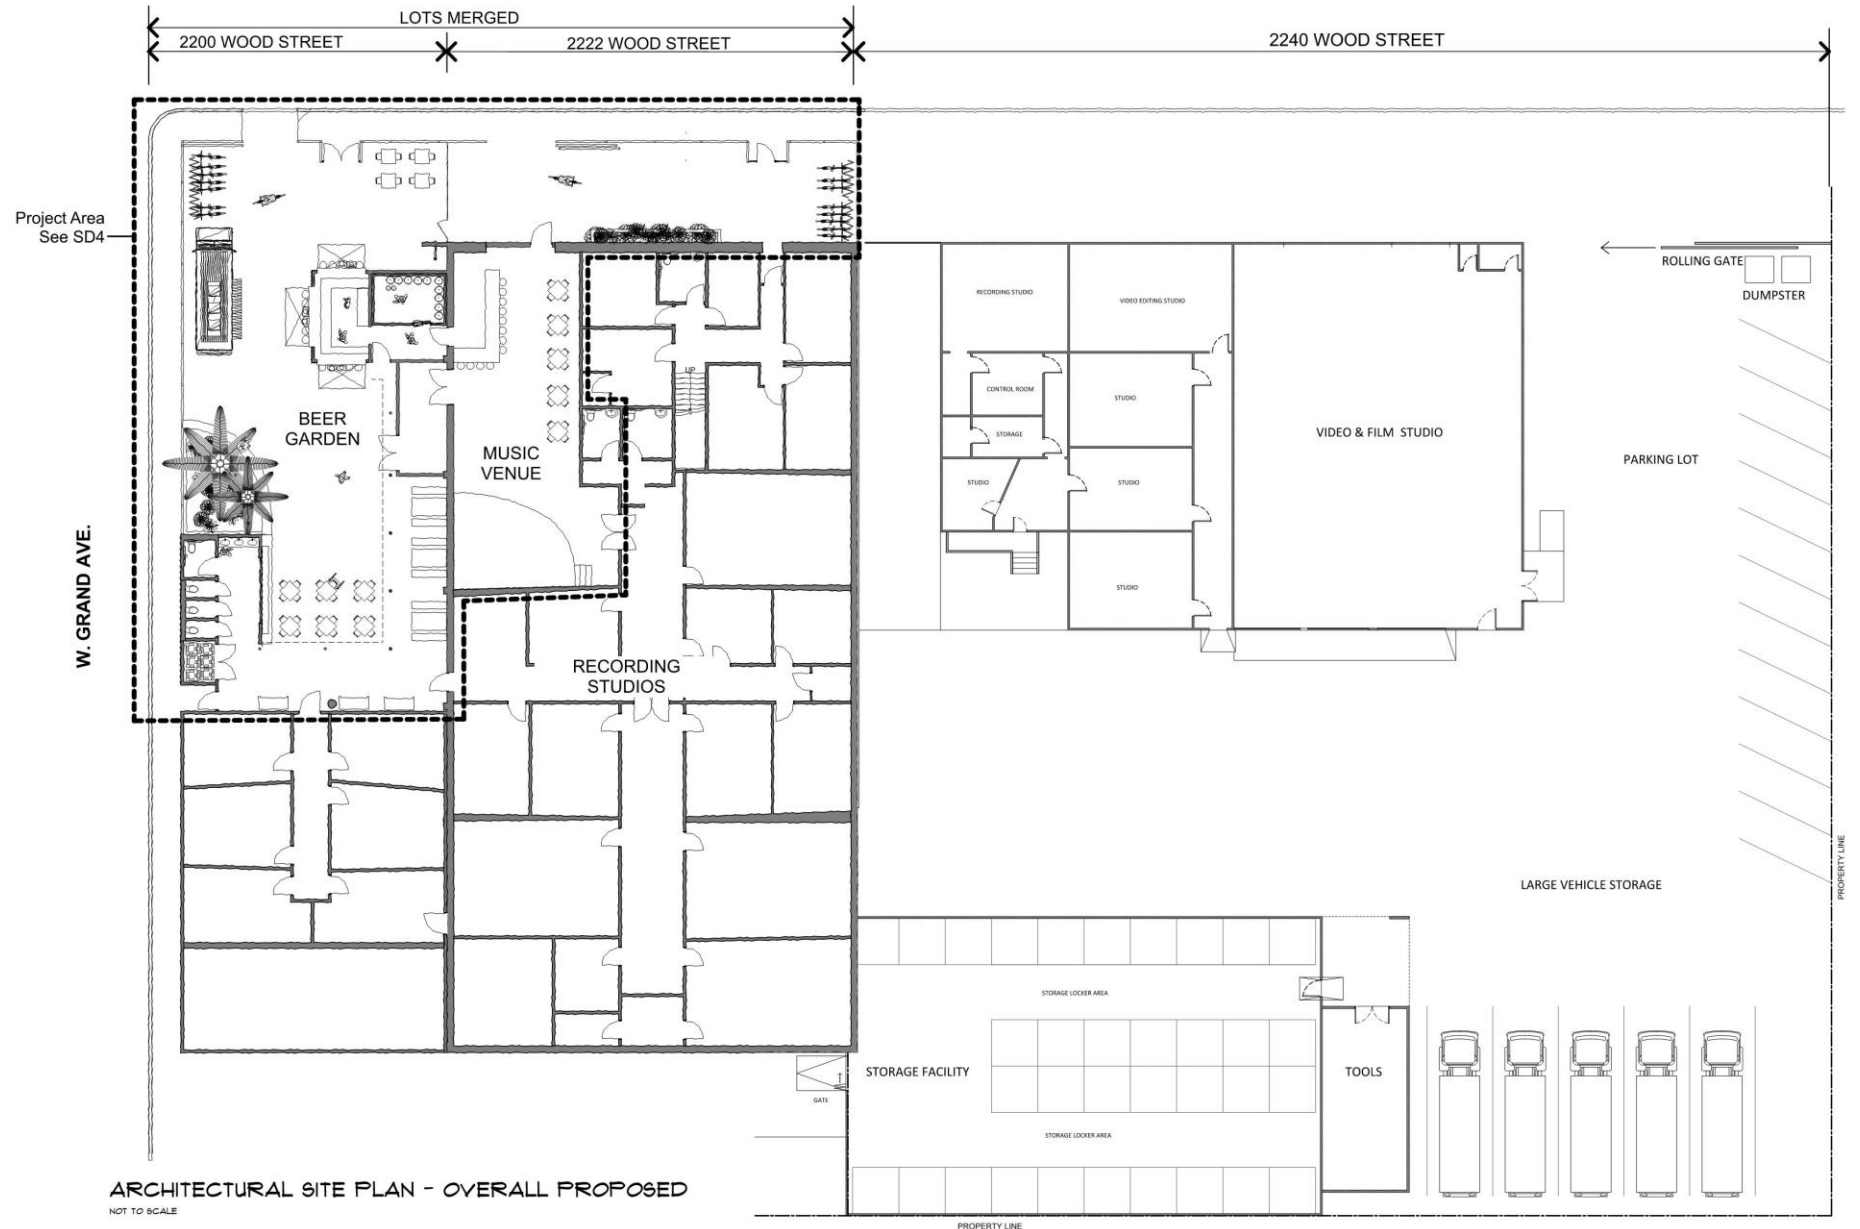 LOTS MERGED
2200 WOOD STREET
2222 WOOD STREET
2240 WOOD STREET
Project Area
See SD4
ROLLING GATE
DUMPSTER
RECORDING STUDIO
VIDEO EDITING STUDIO
UP
CONTROL ROOM
STUDIO
BEER
GARDEN
STORAGE
VIDEO & FILM STUDIO
MUSIC
VENUE
PARKING LOT
STUDIO
STUDIO
W. GRAND AVE.
STUDIO
RECORDING
STUDIOS
PROPERTY LINE
LARGE VEHICLE STORAGE
STORAGE LOCKER AREA
STORAGE FACILITY
TOOLS
GATE
STORAGE LOCKER AREA
ARCHITECTURAL SITE PLAN - OVERALL PROPOSED
NOT TO SCALE
PROPERTY LINE